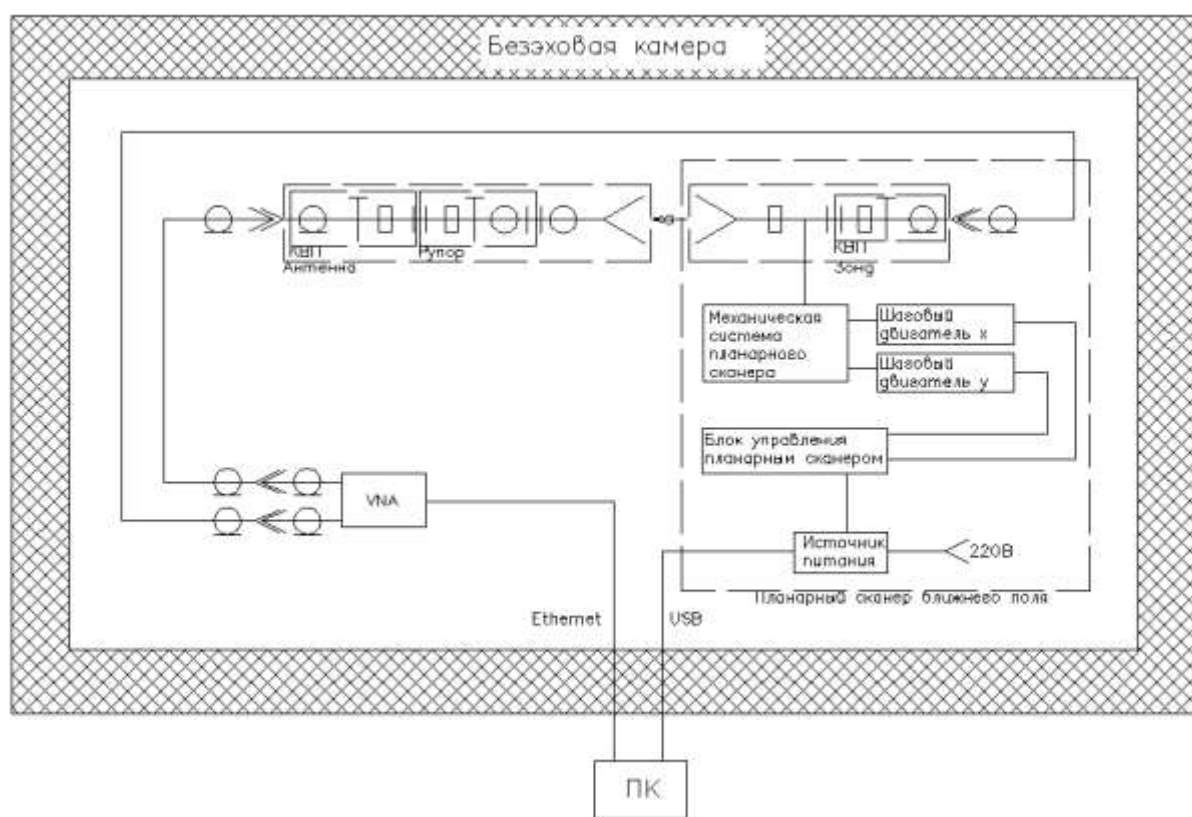 Безэховая камера
КВП
Антенна
Рупор
КВП
Зонд
Механическая
система
планарного
сканера
Шаговый
двигатель x
Шаговый
двигатель y
Блок управления
планарным сканером
VNA
Источник
питания
220В
Планарный сканер ближнего поля
Ethernet
USB
ПК